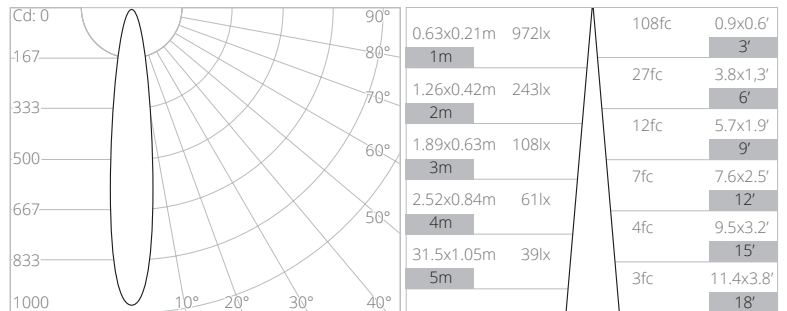 Cd: 0
167
333
500
667
833
1000
10°
20°
30°
40°
50°
60°
70°
80°
90°
0.63x0.21m 972lx
1m
1.26x0.42m 243lx
2m
1.89x0.63m 108lx
3m
2.52x0.84m 61lx
4m
31.5x1.05m 39lx
5m
108fc 0.9x0.6’
3’
27fc 3.8x1,3’
6’
12fc 5.7x1.9’
9’
7fc 7.6x2.5’
12’
4fc 9.5x3.2’
15’
3fc 11.4x3.8’
18’